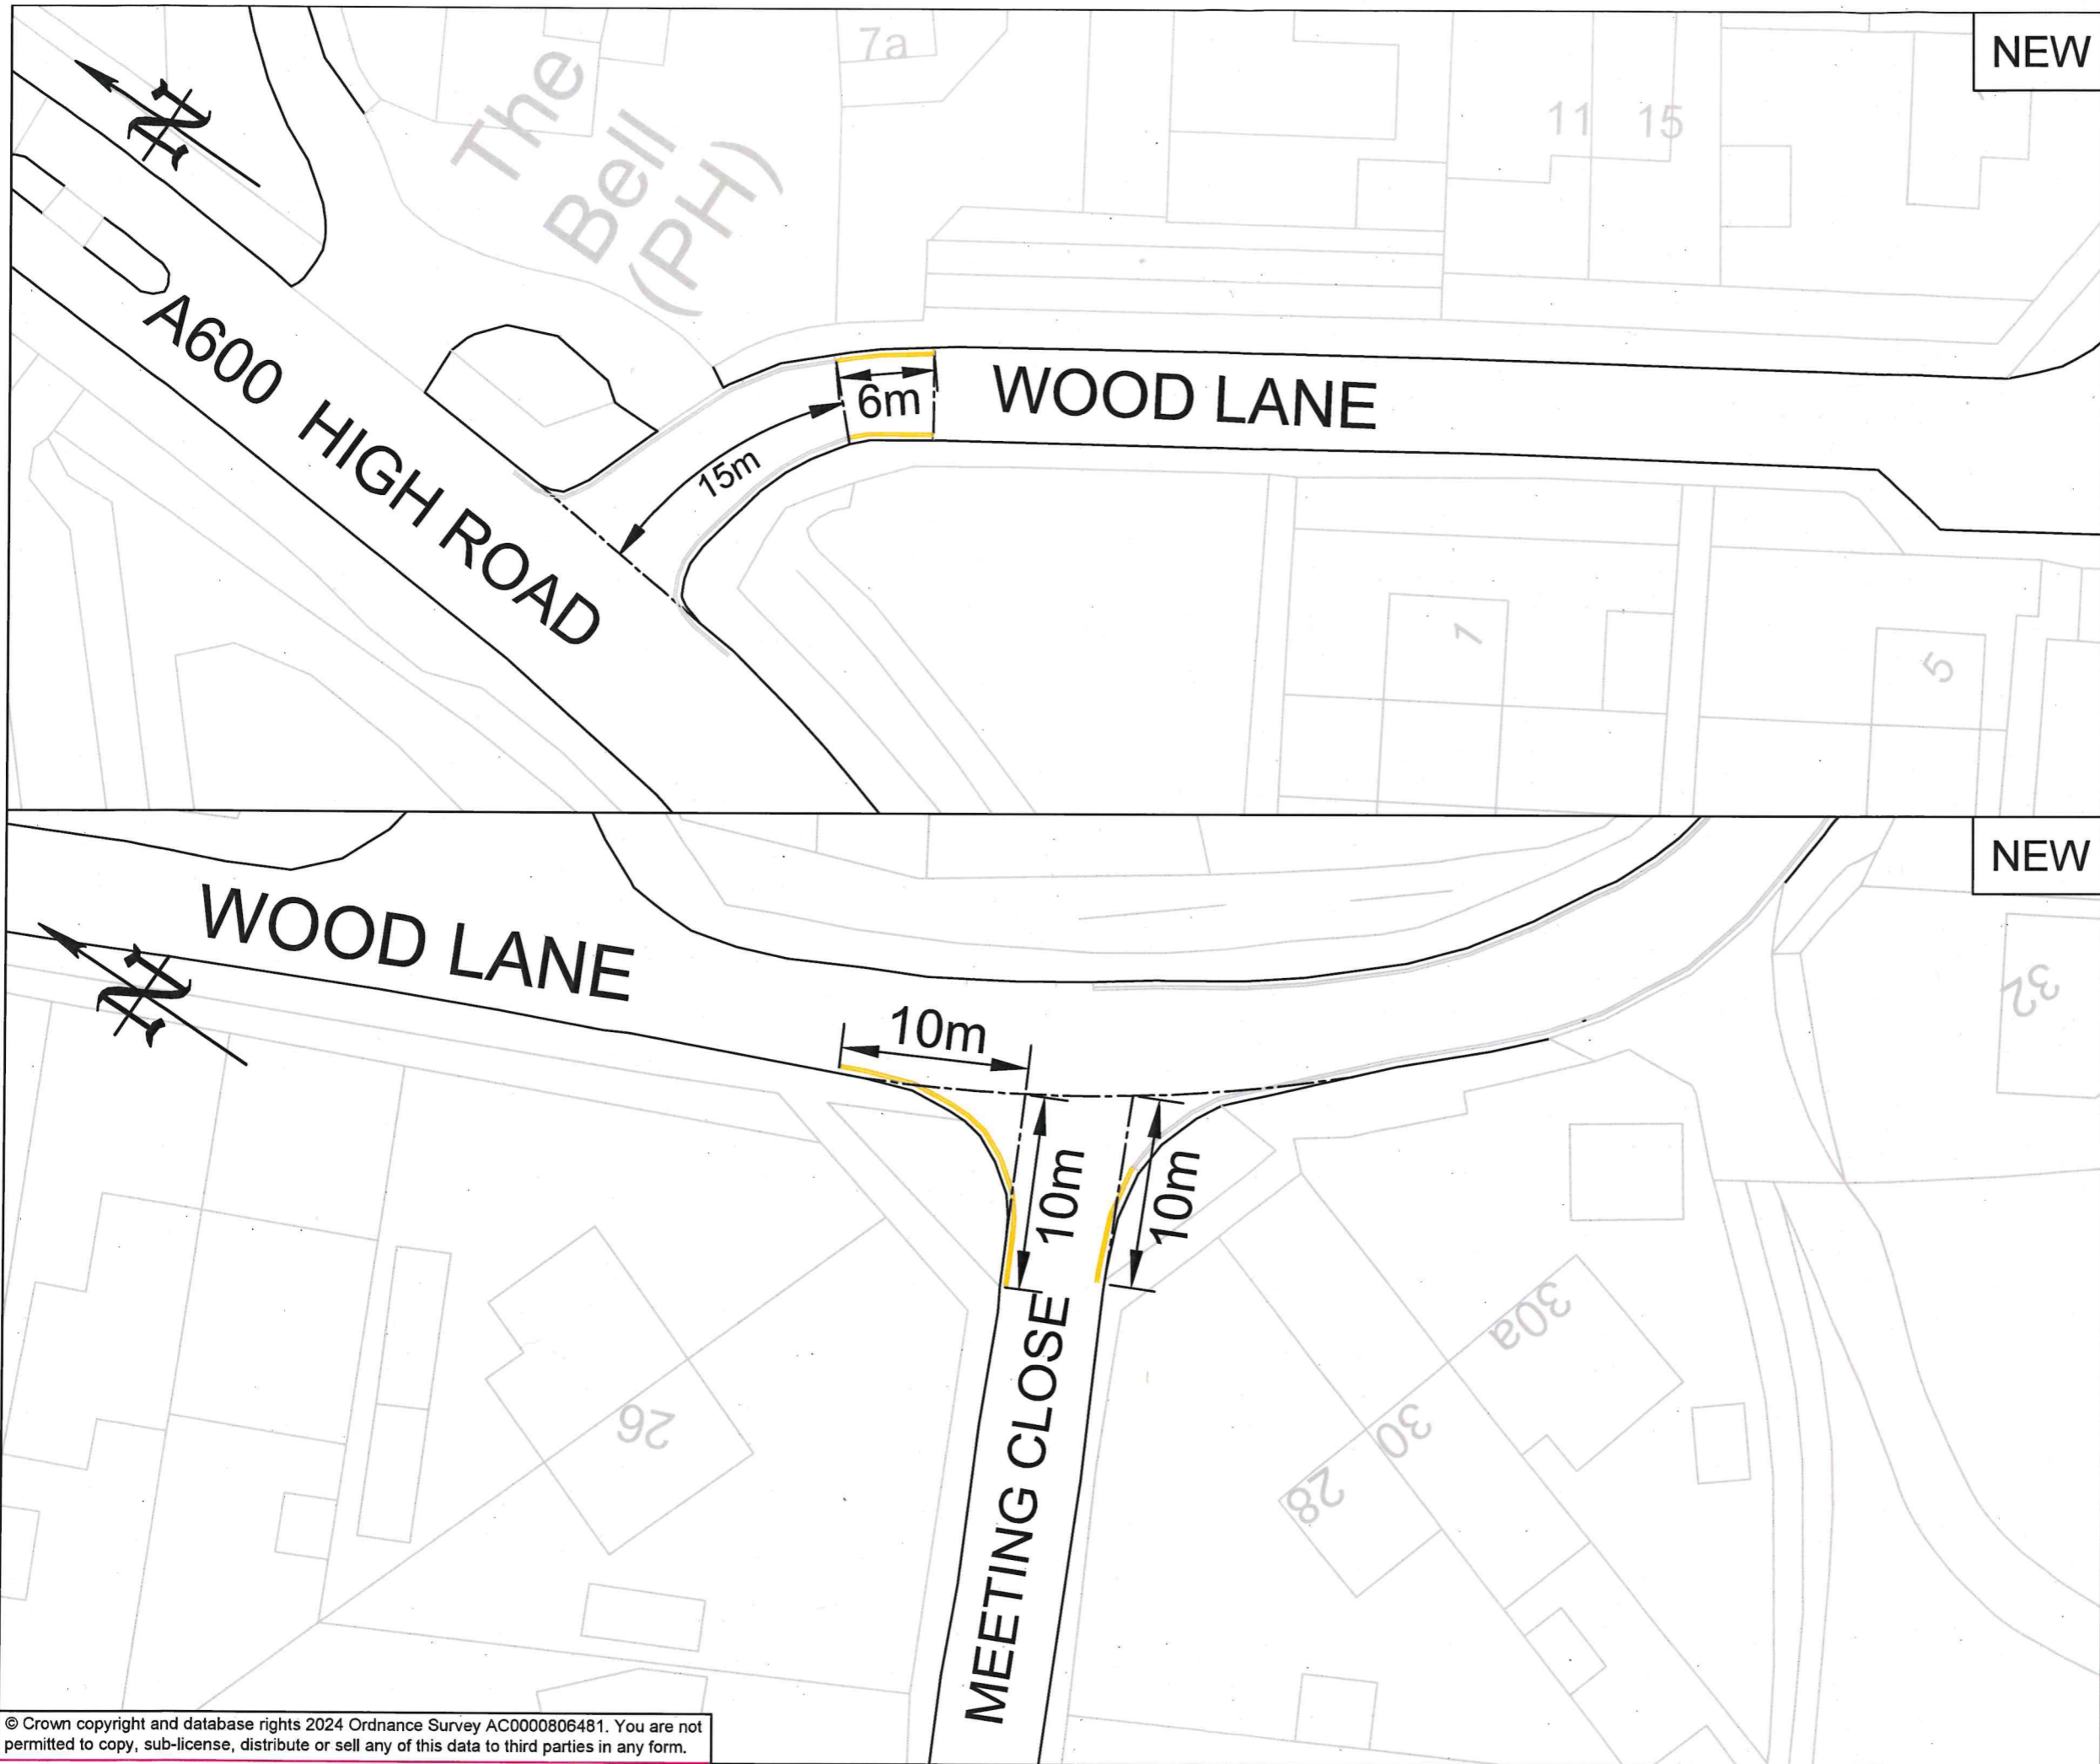 NEW
7a
The
Bell
(PH)
11
15
N
A600 HIGH ROAD
6m
WOOD LANE
15m
1
5
NEW
WOOD LANE
N
32
10m
10m
10m
30a
26
30
28
MEETING CLOSE
© Crown copyright and database rights 2024 Ordnance Survey AC0000806481. You are not
permitted to copy, sub-license, distribute or sell any of this data to third parties in any form.